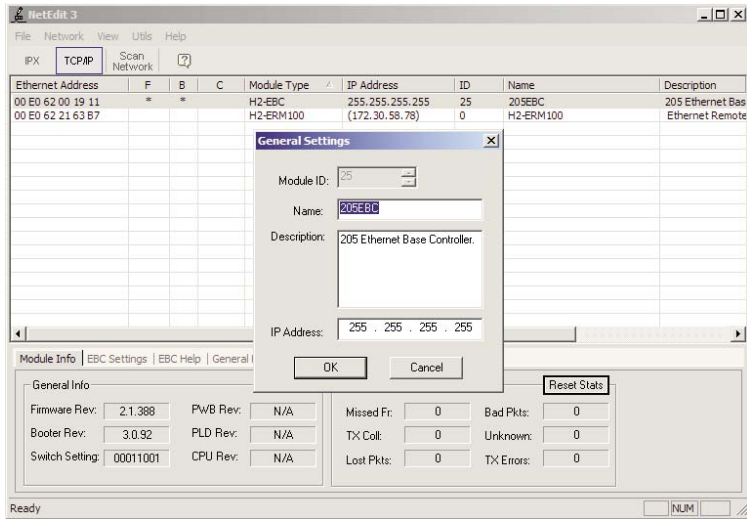 NetEdit 3
File Network View Utils Help
IPX TCP/IP Scan Network
Ethernet Address F B C Module Type IP Address ID Name Description
00 E0 62 00 19 11 * * H2-EBC 255.255.255.255 25 205EBC 205 Ethernet Bas
00 E0 62 21 63 B7 H2-ERM100 (172.30.58.78) 0 H2-ERM100 Ethernet Remote
General Settings
Module ID: 25
Name: 205EBC
Description: 205 Ethernet Base Controller.
IP Address: 255 . 255 . 255 . 255
OK Cancel
Module Info EBC Settings EBC Help General
General Info
Reset Stats
Firmware Rev: 2.1.388 PWB Rev: N/A Missed Fr: 0 Bad Pkts: 0
Booter Rev: 3.0.92 PLD Rev: N/A TX Coll: 0 Unknown: 0
Switch Setting: 00011001 CPU Rev: N/A Lost Pkts: 0 TX Errors: 0
Ready NUM